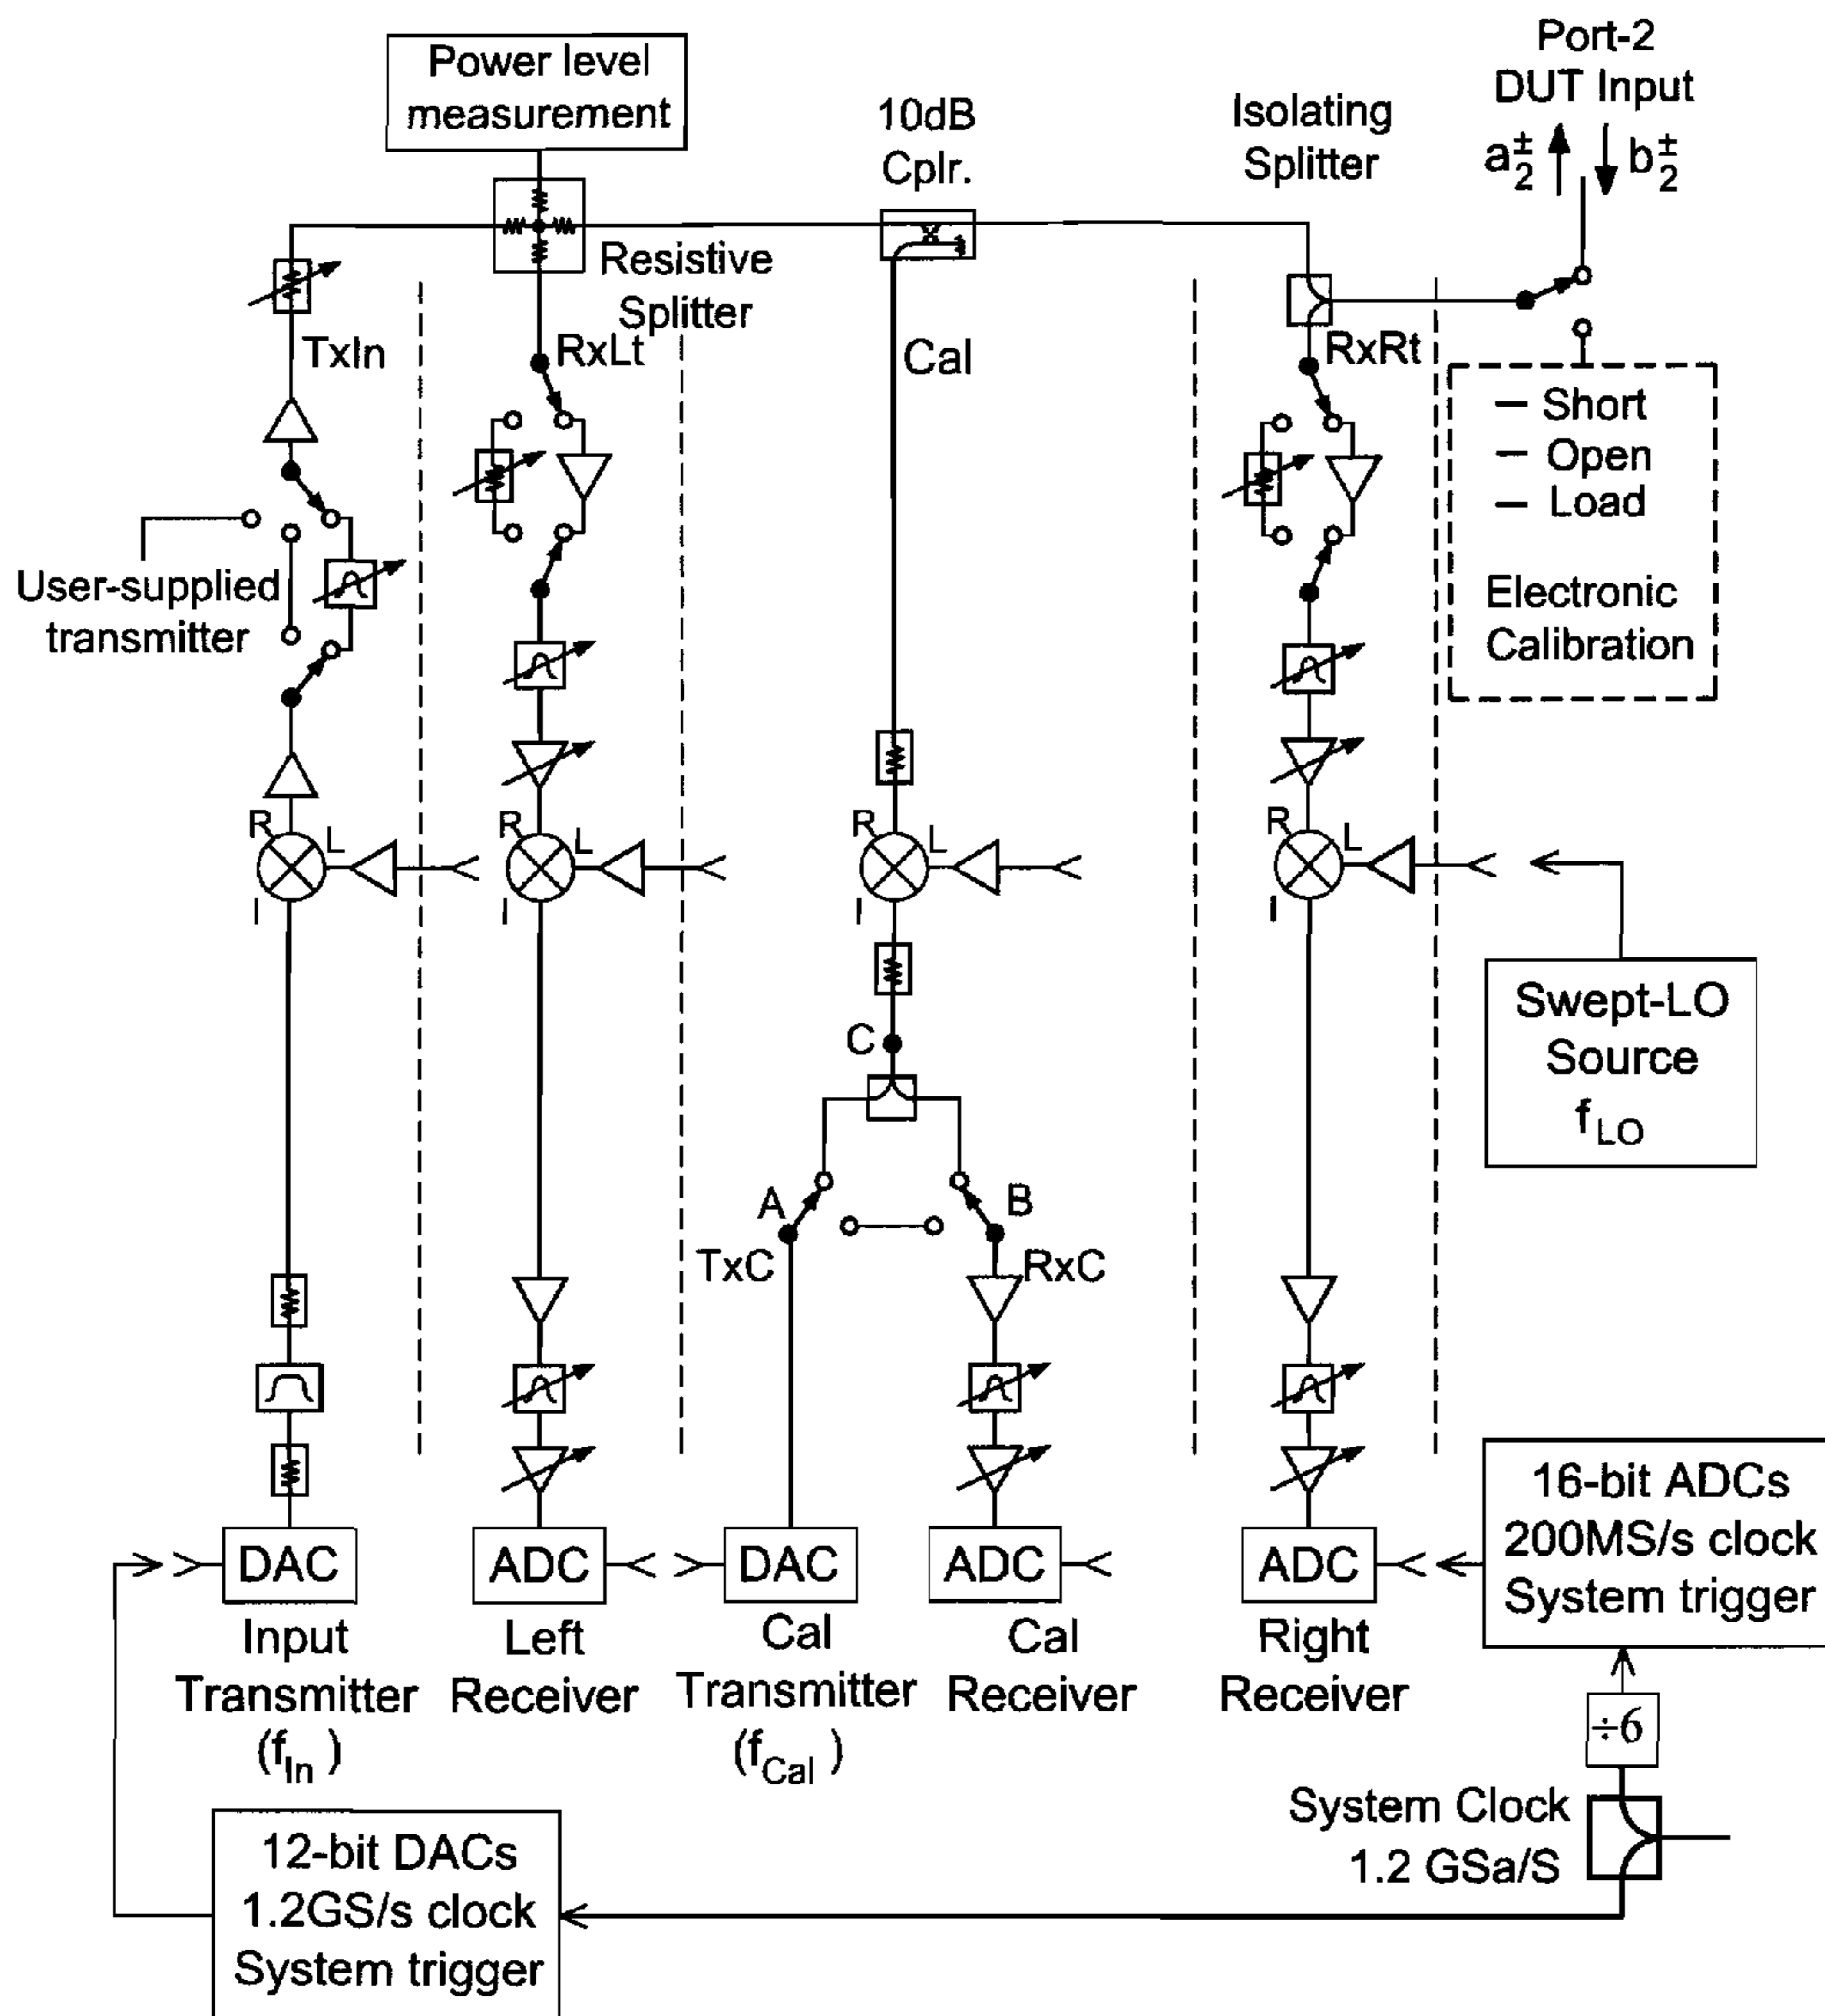 Power level
measurement
10dB
Cplr.
Isolating
Splitter
Port-2
DUT Input
a₂± b₂±
Resistive
Splitter
TxIn
RxLt
Cal
RxRt
User-supplied
transmitter
— Short
— Open
— Load
Electronic
Calibration
R L I
R L I
R L I
R L I
Swept-LO
Source
f_LO
C
A
B
TxC
RxC
DAC
ADC
DAC
ADC
ADC
Input
Transmitter
(f_In )
Left
Receiver
Cal
Transmitter
(f_Cal )
Cal
Receiver
Right
Receiver
16-bit ADCs
200MS/s clock
System trigger
÷6
System Clock
1.2 GSa/S
12-bit DACs
1.2GS/s clock
System trigger